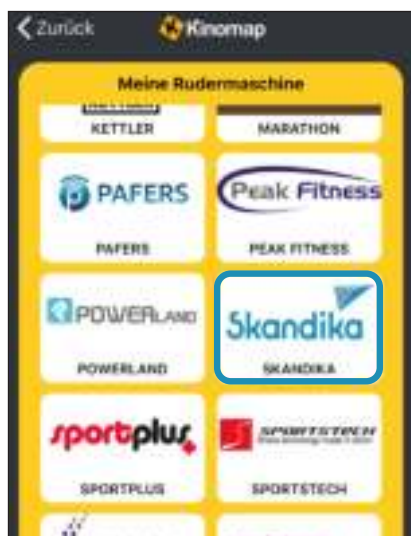 Zurück Kinomap
Meine Rudermaschine
KETTLER
KETTLER MARATHON
PAFERS Peak Fitness
PAFERS PEAK FITNESS
POWERLAND Skandika
POWERLAND SKANDIKA
sportplus SPORTSTECH
SPORTPLUS SPORTSTECH